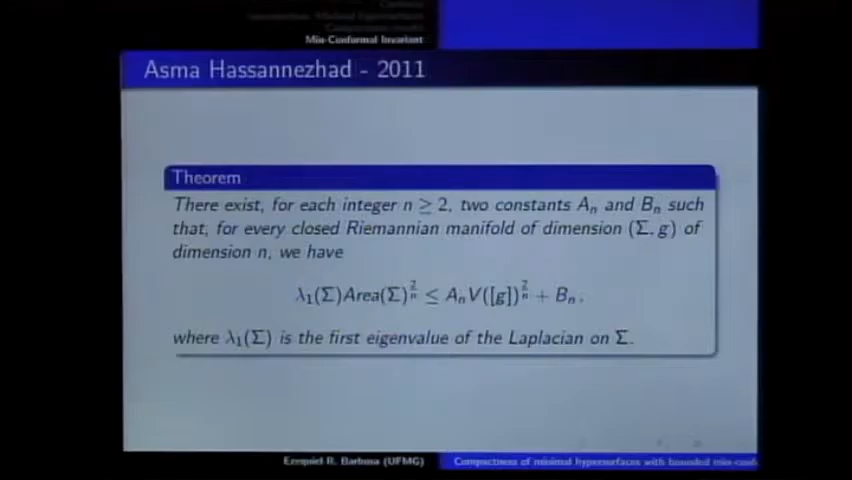 Min-Conformal Invariant
Asma Hassannezhad - 2011
Theorem
There exist, for each integer n ≥ 2, two constants Aₙ and Bₙ such
that, for every closed Riemannian manifold of dimension (Σ, g) of
dimension n, we have
λ₁(Σ)Area(Σ)^{2/n} ≤ AₙV([g])^{2/n} + Bₙ.
where λ₁(Σ) is the first eigenvalue of the Laplacian on Σ.
Ezequiel R. Barbosa (UFMG) Compactness of minimal hypersurfaces with bounded min-conf